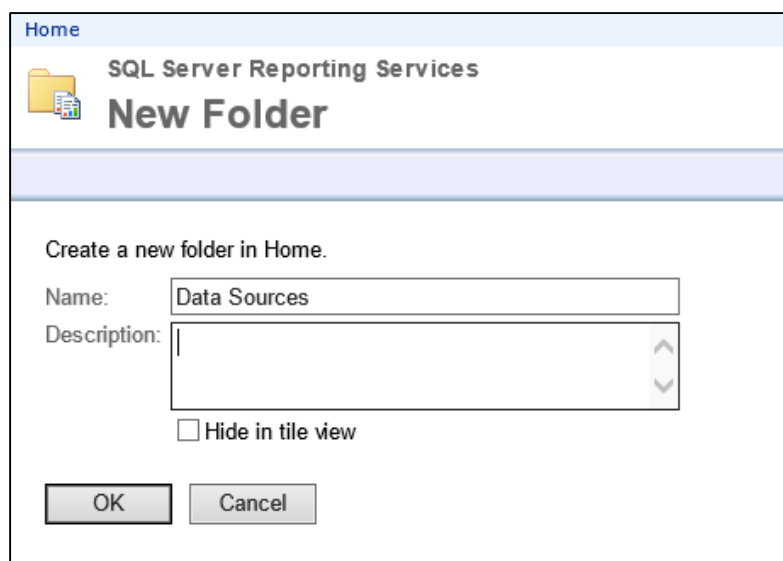 Home
SQL Server Reporting Services
New Folder
Create a new folder in Home.
Name: Data Sources
Description:
Hide in tile view
OK Cancel